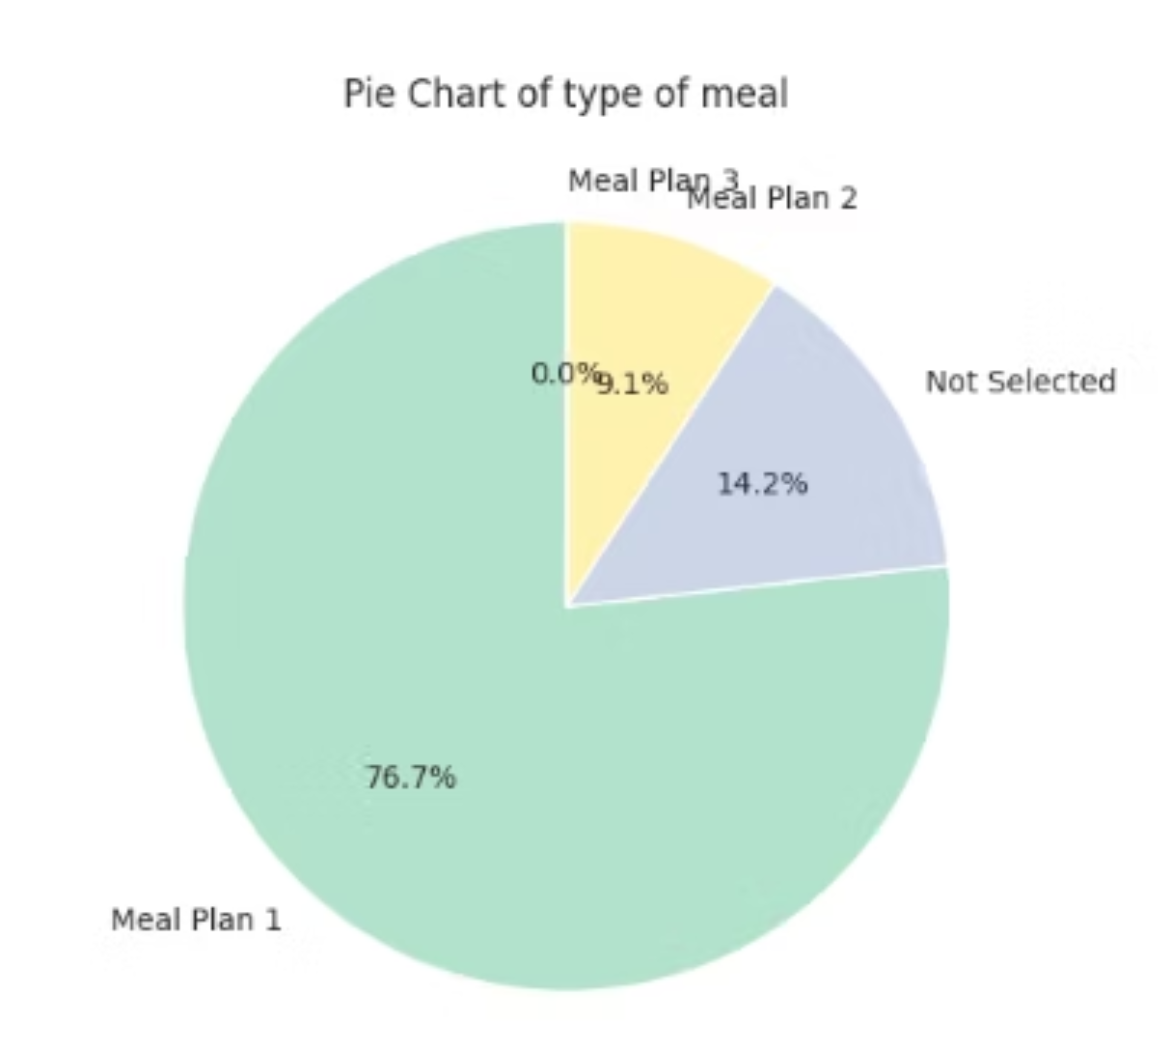 Pie Chart of type of meal
Meal Plan 3
Meal Plan 2
0.0%
9.1%
Not Selected
14.2%
76.7%
Meal Plan 1